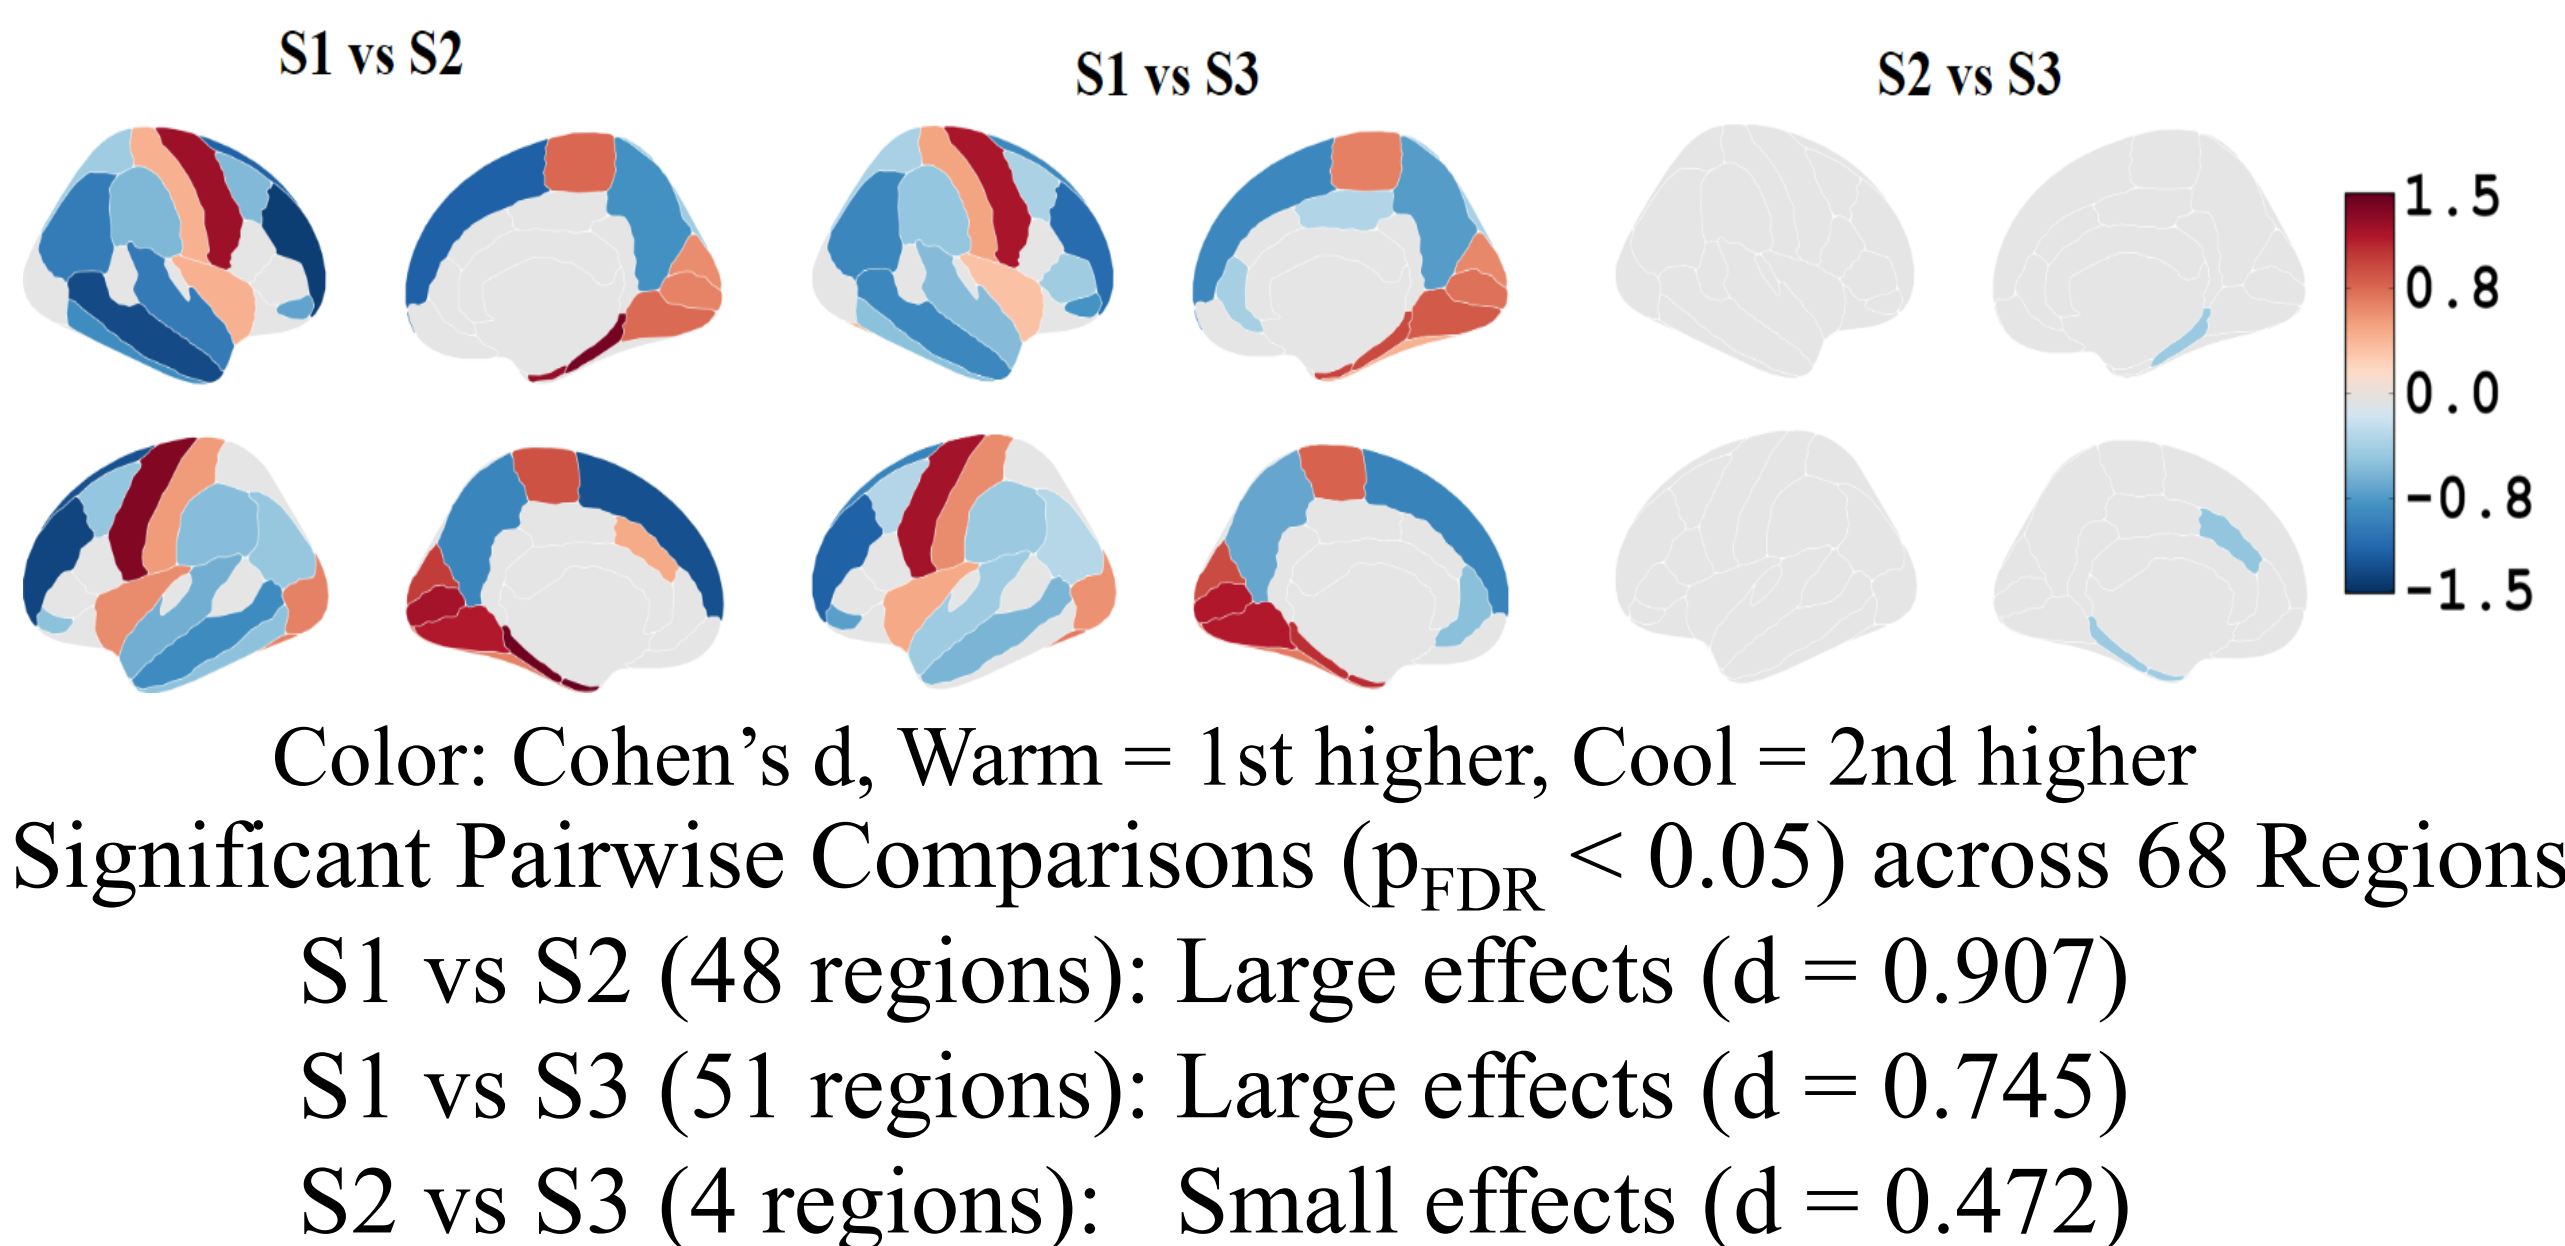 S1 vs S2
S1 vs S3
S2 vs S3
1.5
0.8
0.0
-0.8
-1.5
Color: Cohen’s d, Warm = 1st higher, Cool = 2nd higher
Significant Pairwise Comparisons (pFDR < 0.05) across 68 Regions
S1 vs S2 (48 regions): Large effects (d = 0.907)
S1 vs S3 (51 regions): Large effects (d = 0.745)
S2 vs S3 (4 regions): Small effects (d = 0.472)